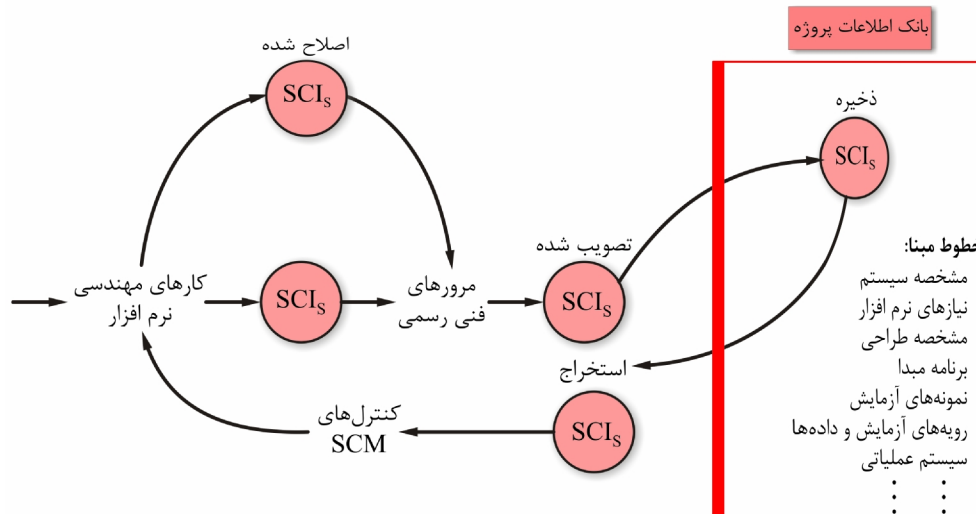 بانک اطلاعات پروژه
اصلاح شده
SCIs
ذخیره
SCIs
تصویب شده
کارهای مهندسی
نرم افزار
SCIs
مرورهای
فنی رسمی
SCIs
استخراج
SCIs
کنترل‌های
SCM
خطوط مبنا:
مشخصه سیستم
نیازهای نرم افزار
مشخصه طراحی
برنامه مبدا
نمونه‌های آزمایش
رویه‌های آزمایش و داده‌ها
سیستم عملیاتی